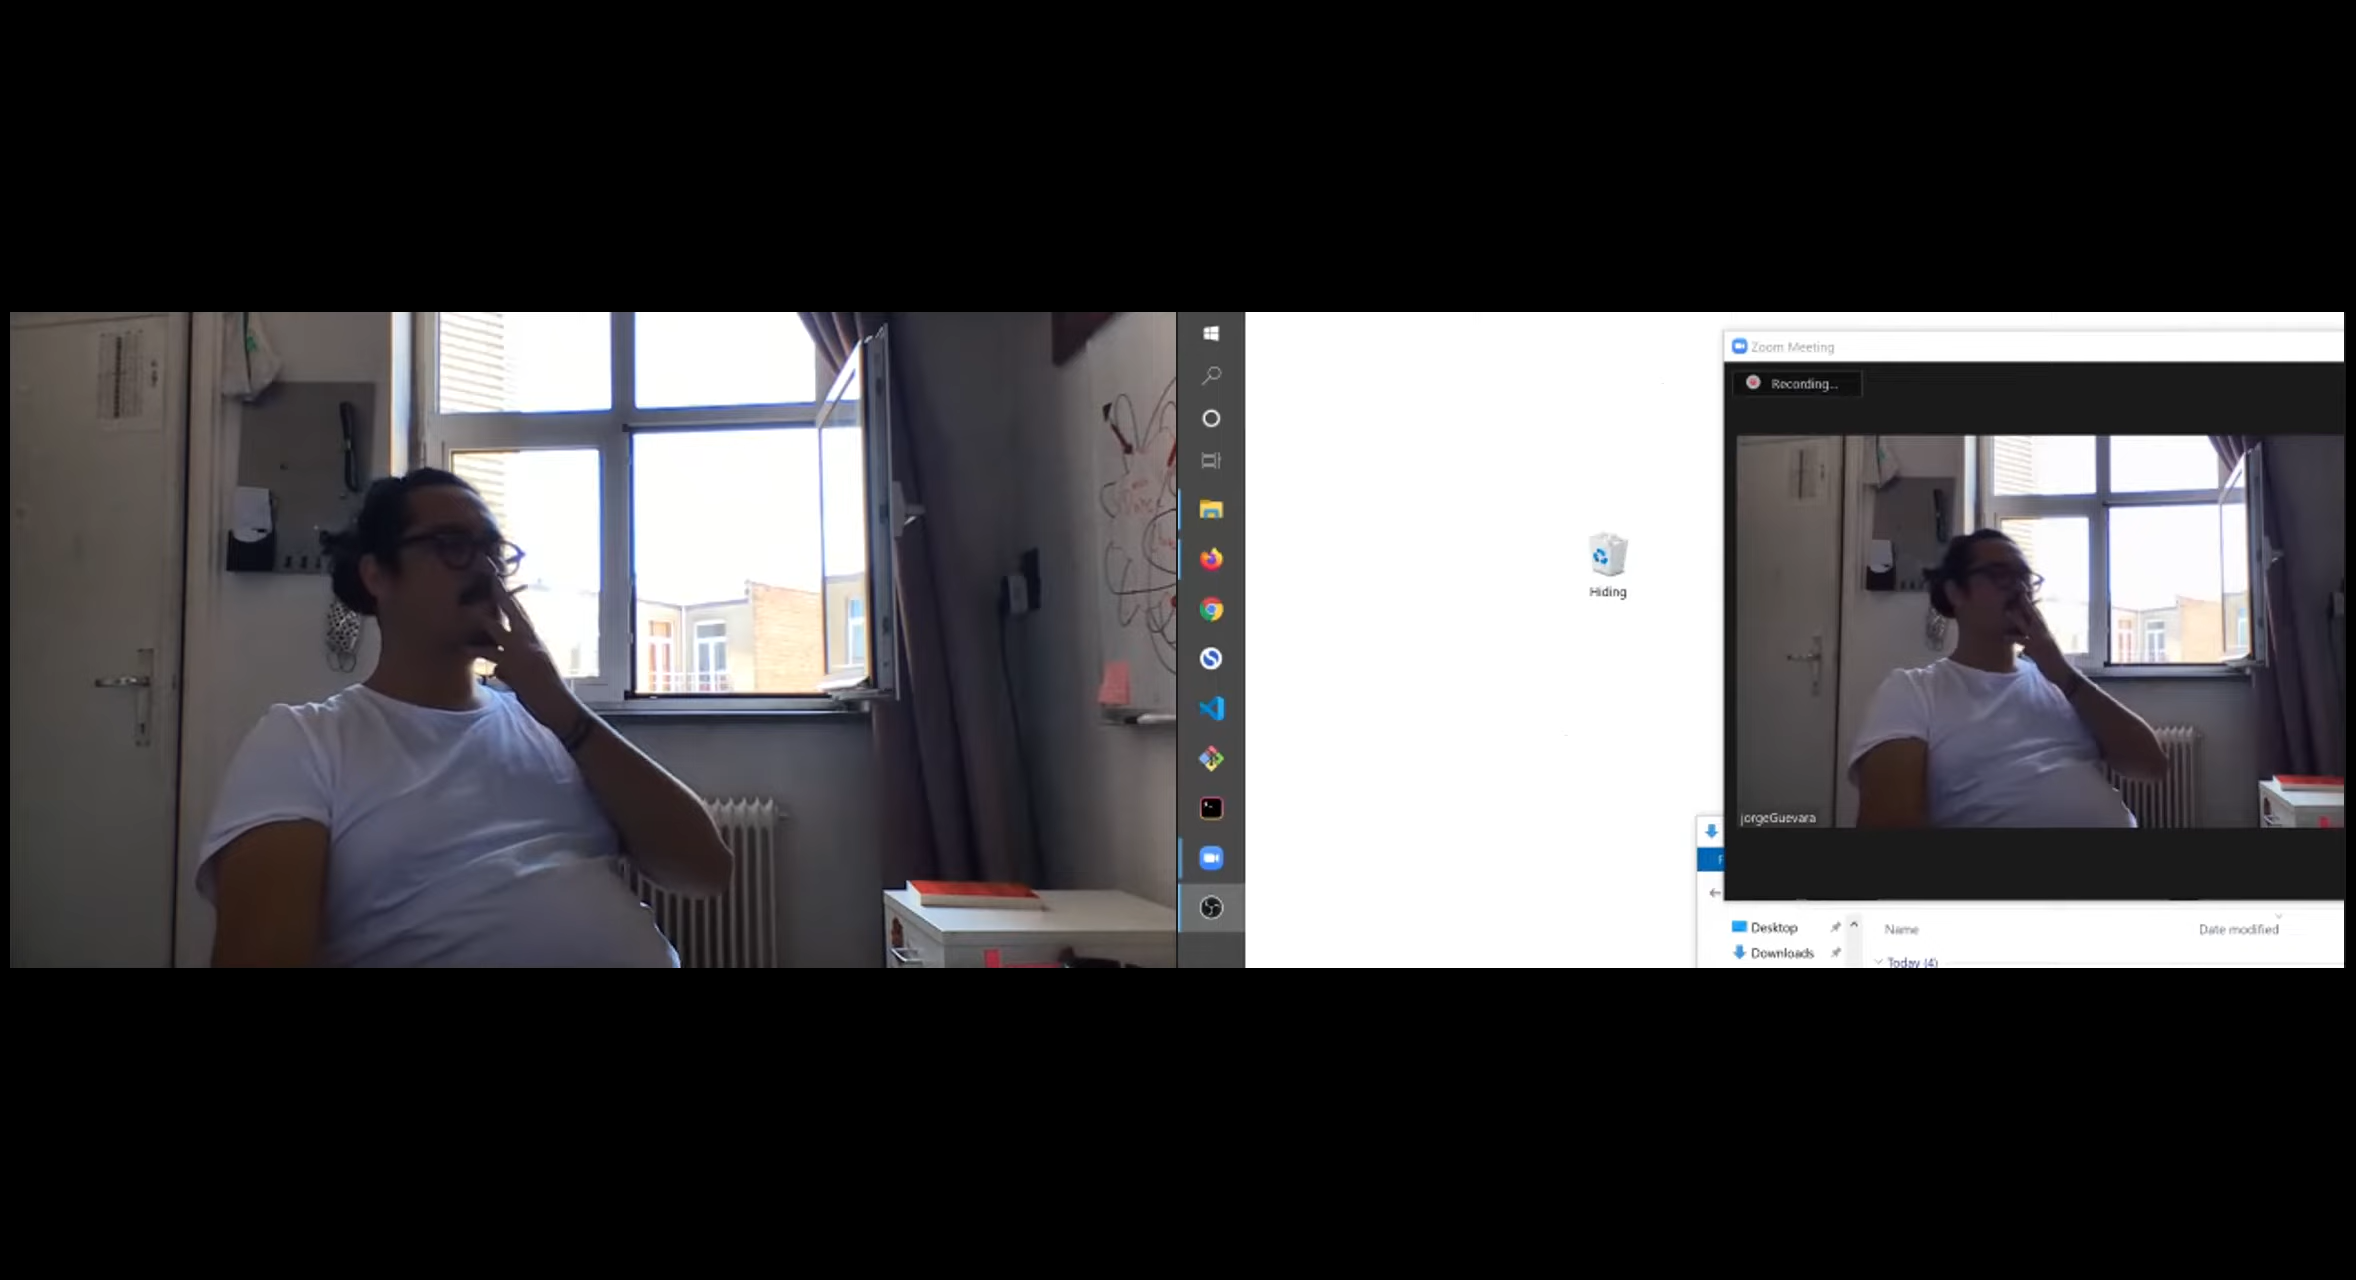 Zoom Meeting
Recording...
Hiding
jorgeGuevara
Desktop
Name
Date modified
Downloads
Today (4)